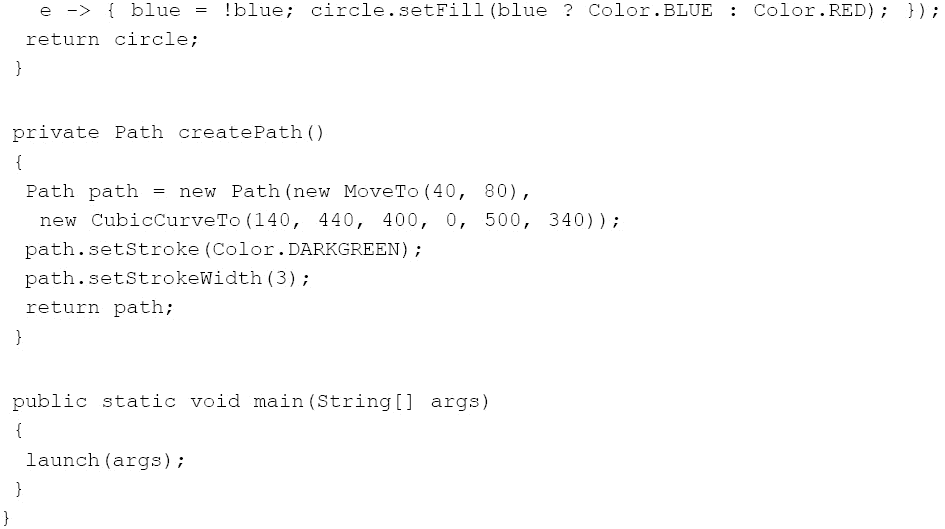 e -> { blue = !blue; circle.setFill(blue ? Color.BLUE : Color.RED); });
return circle;
}
private Path createPath()
{
Path path = new Path(new MoveTo(40, 80),
new CubicCurveTo(140, 440, 400, 0, 500, 340));
path.setStroke(Color.DARKGREEN);
path.setStrokeWidth(3);
return path;
}
public static void main(String[] args)
{
launch(args);
}
}